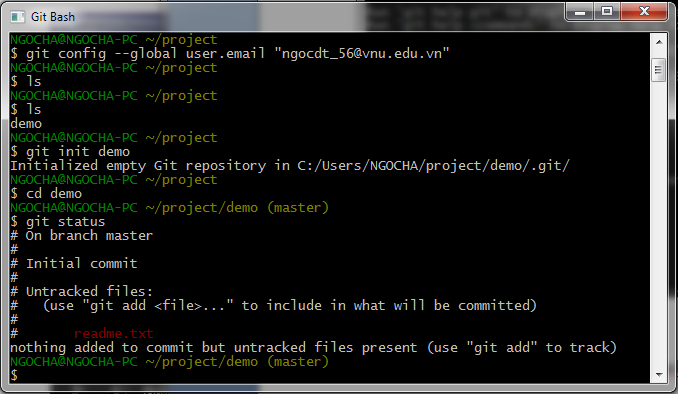 Git Bash
NGOCHA@NGOCHA-PC ~/project
$ git config --global user.email "ngocdt_56@vnu.edu.vn"
NGOCHA@NGOCHA-PC ~/project
$ ls
NGOCHA@NGOCHA-PC ~/project
$ ls
demo
NGOCHA@NGOCHA-PC ~/project
$ git init demo
Initialized empty Git repository in C:/Users/NGOCHA/project/demo/.git/
NGOCHA@NGOCHA-PC ~/project
$ cd demo
NGOCHA@NGOCHA-PC ~/project/demo (master)
$ git status
# On branch master
#
# Initial commit
#
# Untracked files:
#   (use "git add <file>..." to include in what will be committed)
#
#       readme.txt
nothing added to commit but untracked files present (use "git add" to track)
NGOCHA@NGOCHA-PC ~/project/demo (master)
$